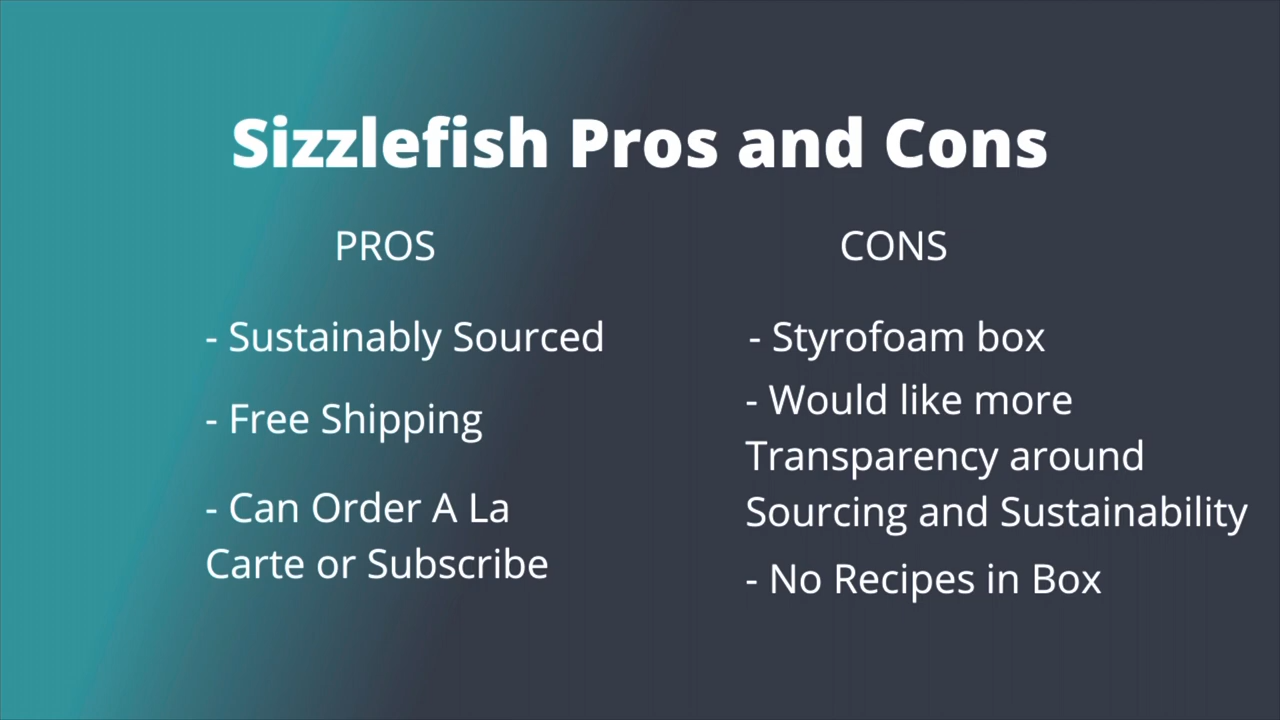 Sizzlefish Pros and Cons
PROS
- Sustainably Sourced
- Free Shipping
- Can Order A La
Carte or Subscribe
CONS
- Styrofoam box
- Would like more
Transparency around
Sourcing and Sustainability
- No Recipes in Box